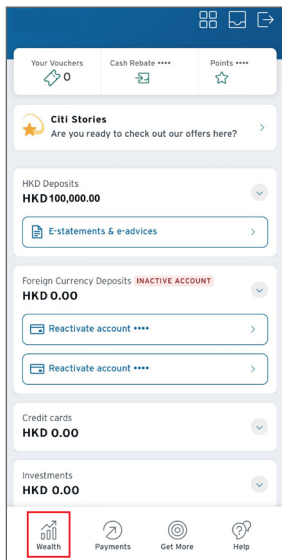 Your Vouchers
0
Cash Rebate ••••
Points ••••
Citi Stories
Are you ready to check out our offers here?
HKD Deposits
HKD 100,000.00
E-statements & e-advices
Foreign Currency Deposits INACTIVE ACCOUNT
HKD 0.00
Reactivate account ••••
Reactivate account ••••
Credit cards
HKD 0.00
Investments
HKD 0.00
Wealth
Payments
Get More
Help